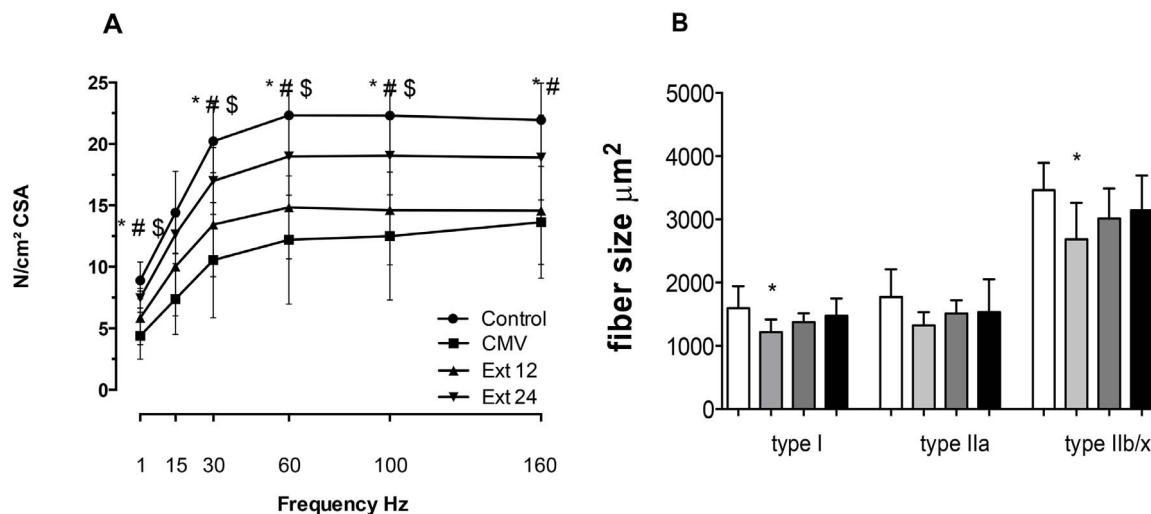 A
N/cm² CSA
25
20
15
10
5
0
* # $
* # $
* # $
* # $
* #
Control
CMV
Ext 12
Ext 24
1 15 30 60 100 160
Frequency Hz
B
fiber size μm²
5000
4000
3000
2000
1000
0
*
*
type I type IIa type IIb/x